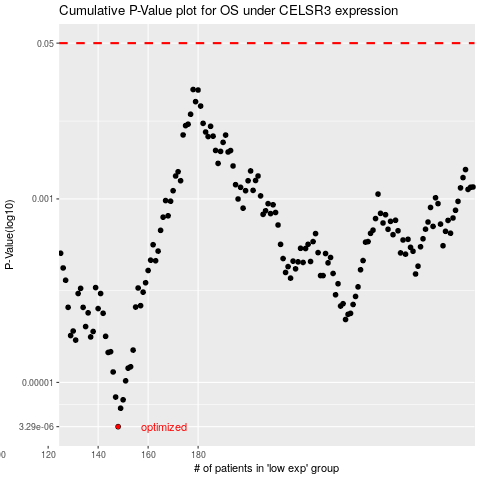 Cumulative P-Value plot for OS under CELSR3 expression
0.05
0.001
P-Value(log10)
0.00001
3.29e-06
optimized
00 120 140 160 180
# of patients in 'low exp' group